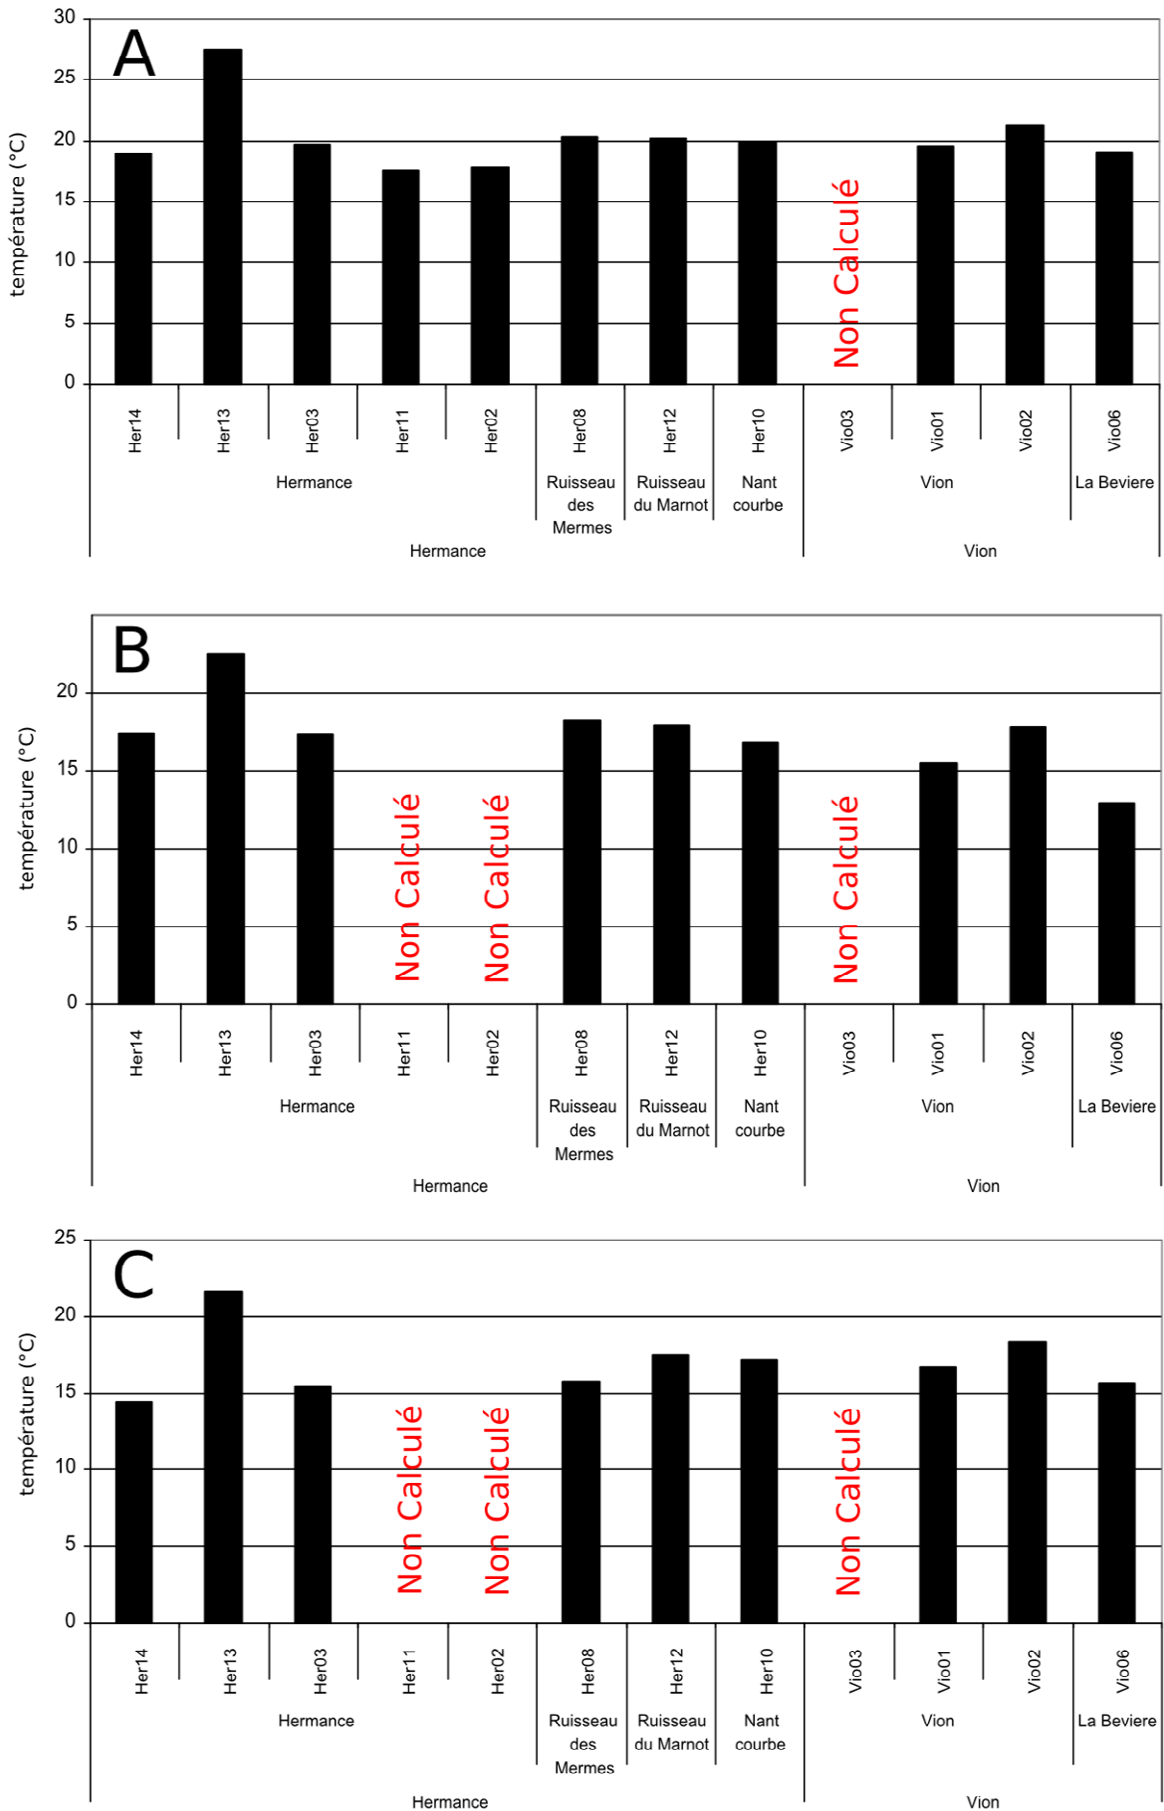 A
température (°C)
30
25
20
15
10
5
0
Non Calculé
Her14 Her13 Her03 Her11 Her02 Her08 Her12 Her10 Vio03 Vio01 Vio02 Vio06
Hermance Ruisseau Ruisseau Nant Vion La Beviere
des du Marnot courbe
Mermes
Hermance Vion
B
température (°C)
20
15
10
5
0
Non Calculé Non Calculé Non Calculé
Her14 Her13 Her03 Her11 Her02 Her08 Her12 Her10 Vio03 Vio01 Vio02 Vio06
Hermance Ruisseau Ruisseau Nant Vion La Beviere
des du Marnot courbe
Mermes
Hermance Vion
C
température (°C)
25
20
15
10
5
0
Non Calculé Non Calculé Non Calculé
Her14 Her13 Her03 Her11 Her02 Her08 Her12 Her10 Vio03 Vio01 Vio02 Vio06
Hermance Ruisseau Ruisseau Nant Vion La Beviere
des du Marnot courbe
Mermes
Hermance Vion